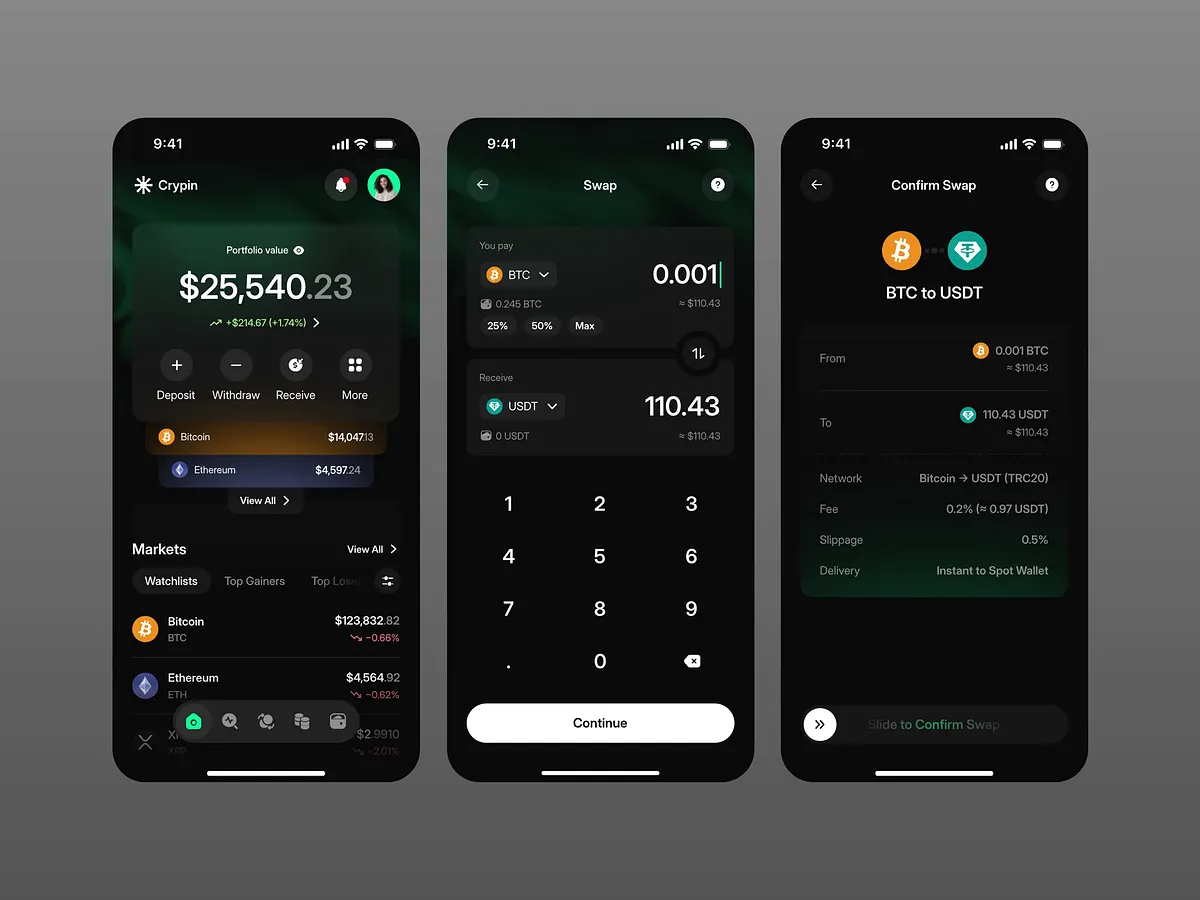 9:41
Crypin
Portfolio value
$25,540.23
+$214.67 (+1.74%)
Deposit Withdraw Receive More
Bitcoin $14,047.13
Ethereum $4,597.24
View All
Markets View All
Watchlists Top Gainers Top Lose
Bitcoin $123,832.82
BTC −0.66%
Ethereum $4,564.92
ETH −0.62%
$2.9910
XRP −2.01%
9:41
Swap
You pay
BTC 0.001
0.245 BTC ≈ $110.43
25% 50% Max
Receive
USDT 110.43
0 USDT ≈ $110.43
1 2 3
4 5 6
7 8 9
. 0
Continue
9:41
Confirm Swap
BTC to USDT
From 0.001 BTC
≈ $110.43
To 110.43 USDT
≈ $110.43
Network Bitcoin → USDT (TRC20)
Fee 0.2% (≈ 0.97 USDT)
Slippage 0.5%
Delivery Instant to Spot Wallet
Slide to Confirm Swap